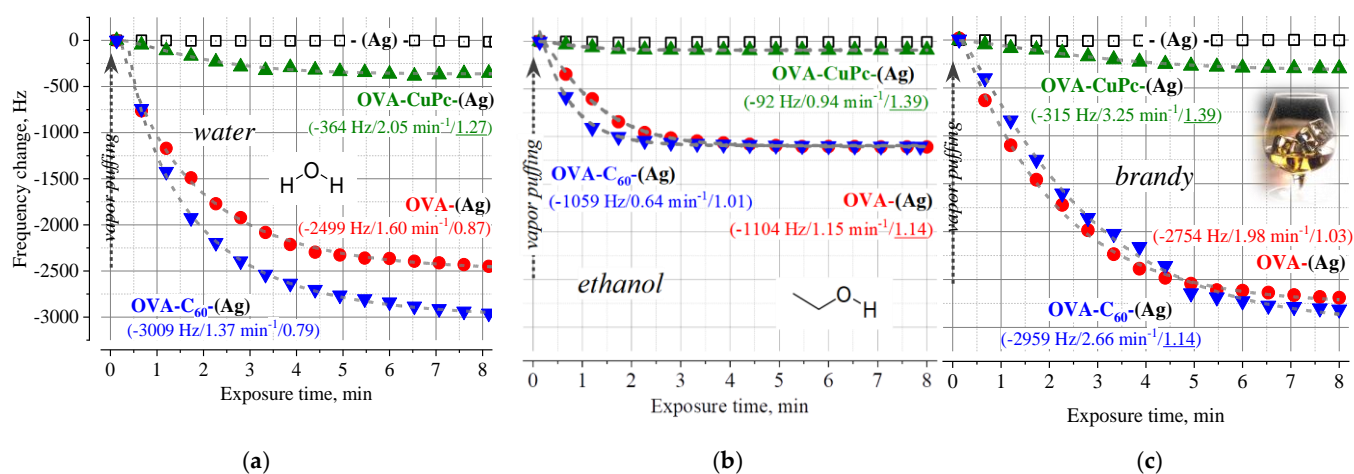 Frequency change, Hz
0
-500
-1000
-1500
-2000
-2500
-3000
- (Ag) -
OVA-CuPc-(Ag)
(-364 Hz/2.05 min⁻¹/1.27)
water
vapor puffing
H O H
OVA-(Ag)
(-2499 Hz/1.60 min⁻¹/0.87)
OVA-C₆₀-(Ag)
(-3009 Hz/1.37 min⁻¹/0.79)
0 1 2 3 4 5 6 7 8
Exposure time, min
(a)
(Ag)
OVA-CuPc-(Ag)
(-92 Hz/0.94 min⁻¹/1.39)
vapor puffing
OVA-C₆₀-(Ag)
(-1059 Hz/0.64 min⁻¹/1.01)
OVA-(Ag)
(-1104 Hz/1.15 min⁻¹/1.14)
ethanol
O H
0 1 2 3 4 5 6 7 8
Exposure time, min
(b)
- (Ag) -
OVA-CuPc-(Ag)
(-315 Hz/3.25 min⁻¹/1.39)
vapor puffing
brandy
(-2754 Hz/1.98 min⁻¹/1.03)
OVA-(Ag)
OVA-C₆₀-(Ag)
(-2959 Hz/2.66 min⁻¹/1.14)
0 1 2 3 4 5 6 7 8
Exposure time, min
(c)